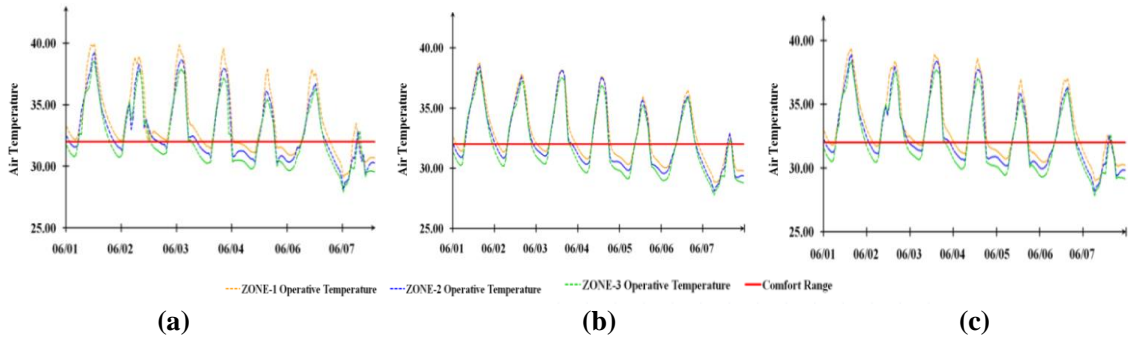 Air Temperature
40.00
35.00
30.00
25.00
06/01 06/02 06/03 06/04 06/06 06/07
Air Temperature
40.00
35.00
30.00
25.00
06/01 06/02 06/03 06/04 06/05 06/06 06/07
Air Temperature
40.00
35.00
30.00
25.00
06/01 06/02 06/03 06/04 06/05 06/06 06/07
ZONE-1 Operative Temperature ZONE-2 Operative Temperature ZONE-3 Operative Temperature Comfort Range
(a) (b) (c)